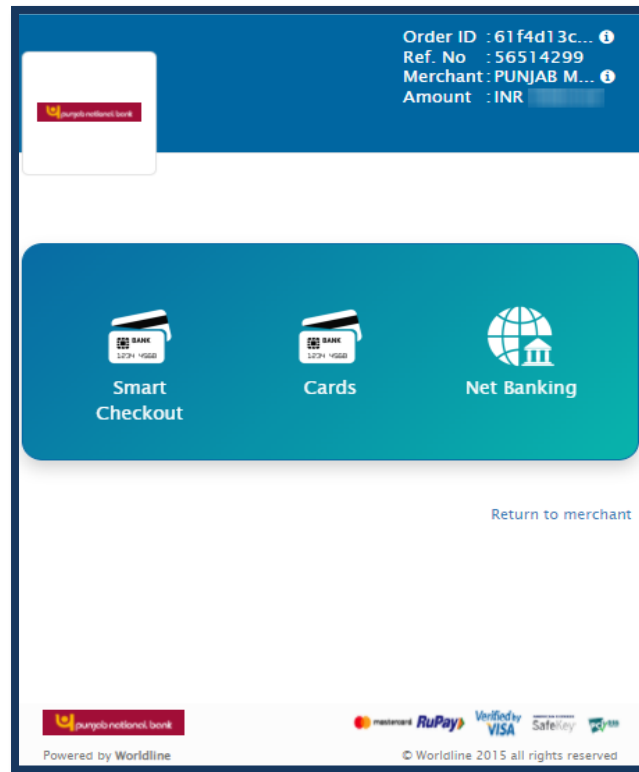 Order ID :61f4d13c...
Ref. No :56514299
Merchant:PUNJAB M...
Amount :INR
punjab national bank
BANK
1234 4568
BANK
1234 4568
Smart
Checkout
Cards
Net Banking
Return to merchant
punjab national bank
mastercard RuPay Verified by VISA SafeKey
Powered by Worldline
© Worldline 2015 all rights reserved